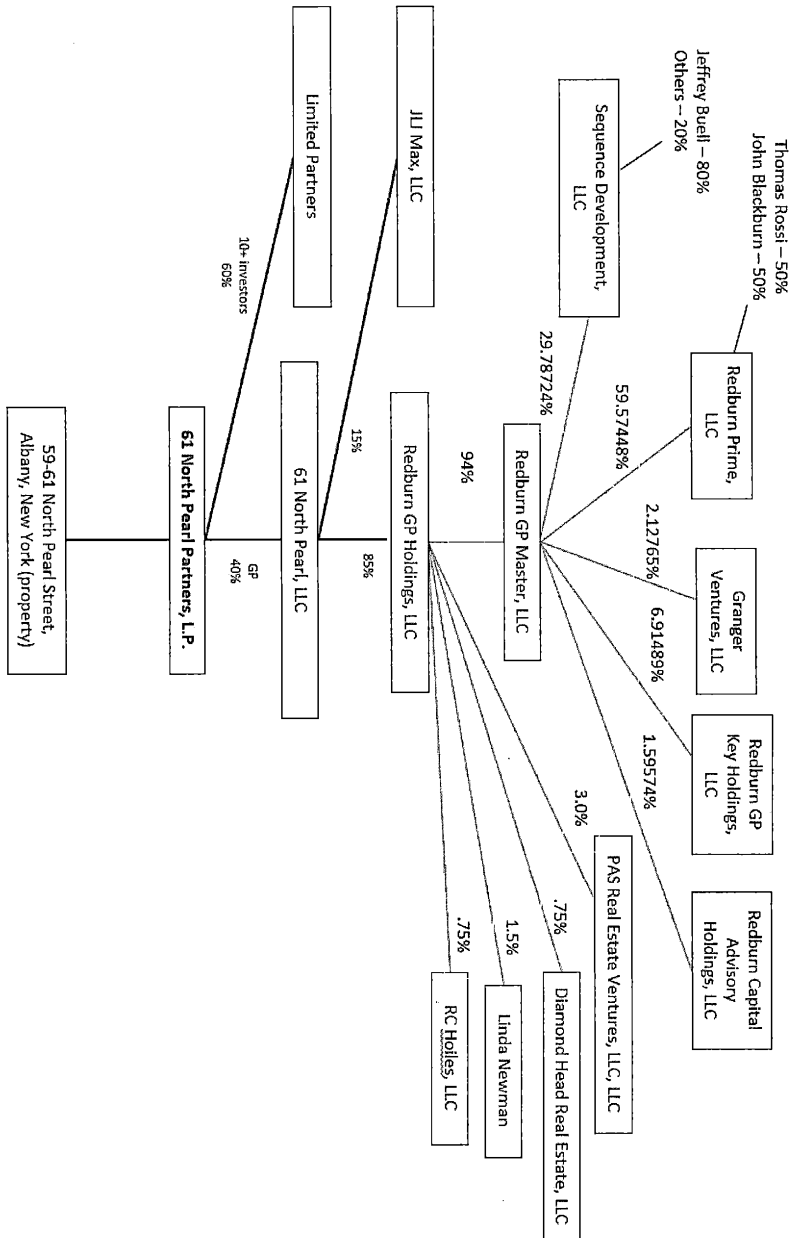 Thomas Rossi – 50%
John Blackburn – 50%
Jeffrey Buell – 80%
Others – 20%
Redburn Prime,
LLC
Granger
Ventures, LLC
Redburn GP
Key Holdings,
LLC
Redburn Capital
Advisory
Holdings, LLC
Sequence Development,
LLC
59.57448%
2.12765%
6.91489%
1.59574%
29.78724%
Redburn GP Master, LLC
PAS Real Estate Ventures, LLC, LLC
3.0%
Diamond Head Real Estate, LLC
.75%
94%
Linda Newman
1.5%
JLJ Max, LLC
Redburn GP Holdings, LLC
RC Hoiles, LLC
.75%
15%
85%
Limited Partners
61 North Pearl, LLC
10+ investors
60%
GP
40%
61 North Pearl Partners, L.P.
59-61 North Pearl Street,
Albany, New York (property)